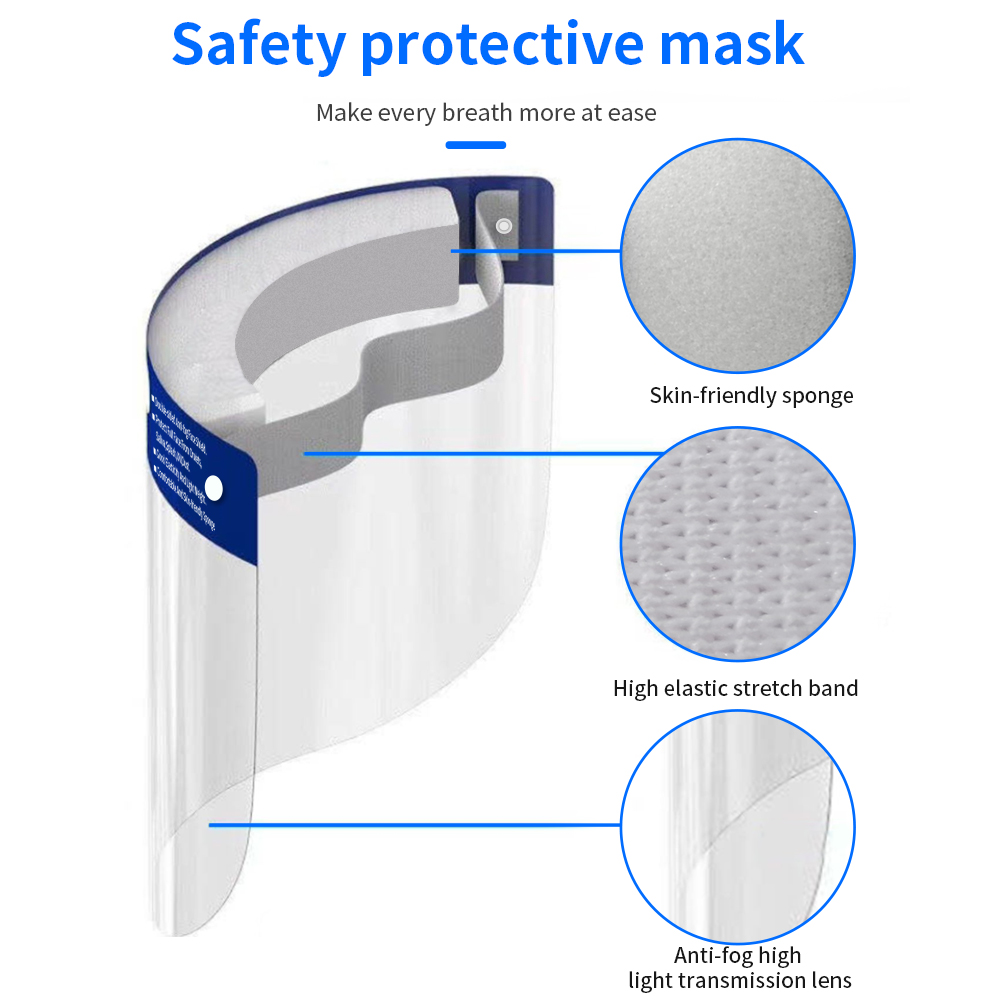 Safety protective mask
Make every breath more at ease
Skin-friendly sponge
High elastic stretch band
Anti-fog high
light transmission lens